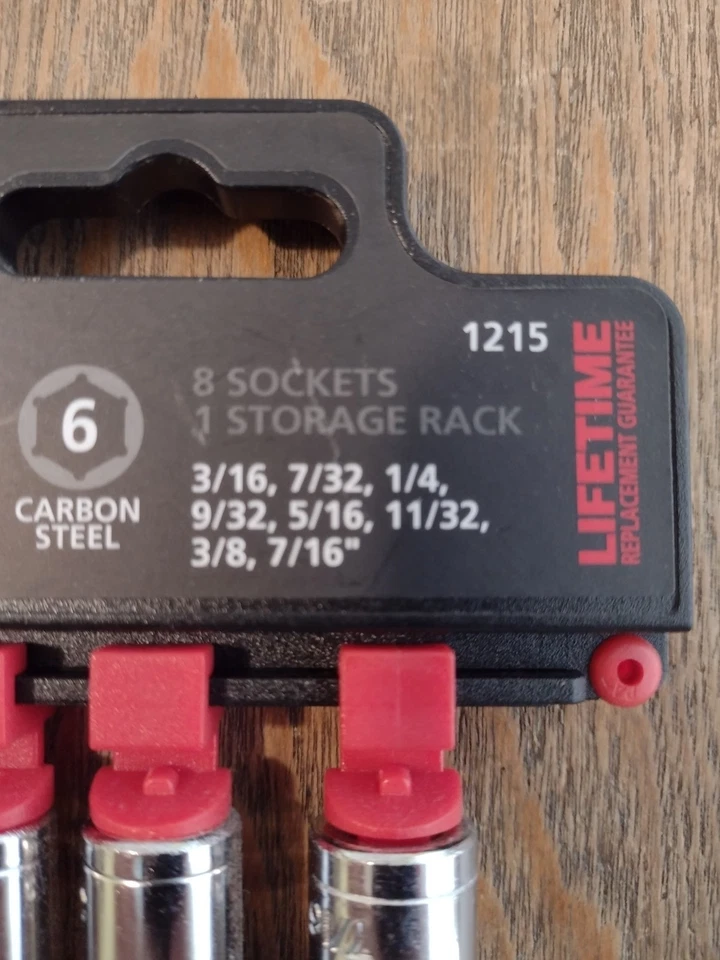 1215
8 SOCKETS
1 STORAGE RACK
6
CARBON
STEEL
3/16, 7/32, 1/4,
9/32, 5/16, 11/32,
3/8, 7/16"
LIFETIME
REPLACEMENT GUARANTEE